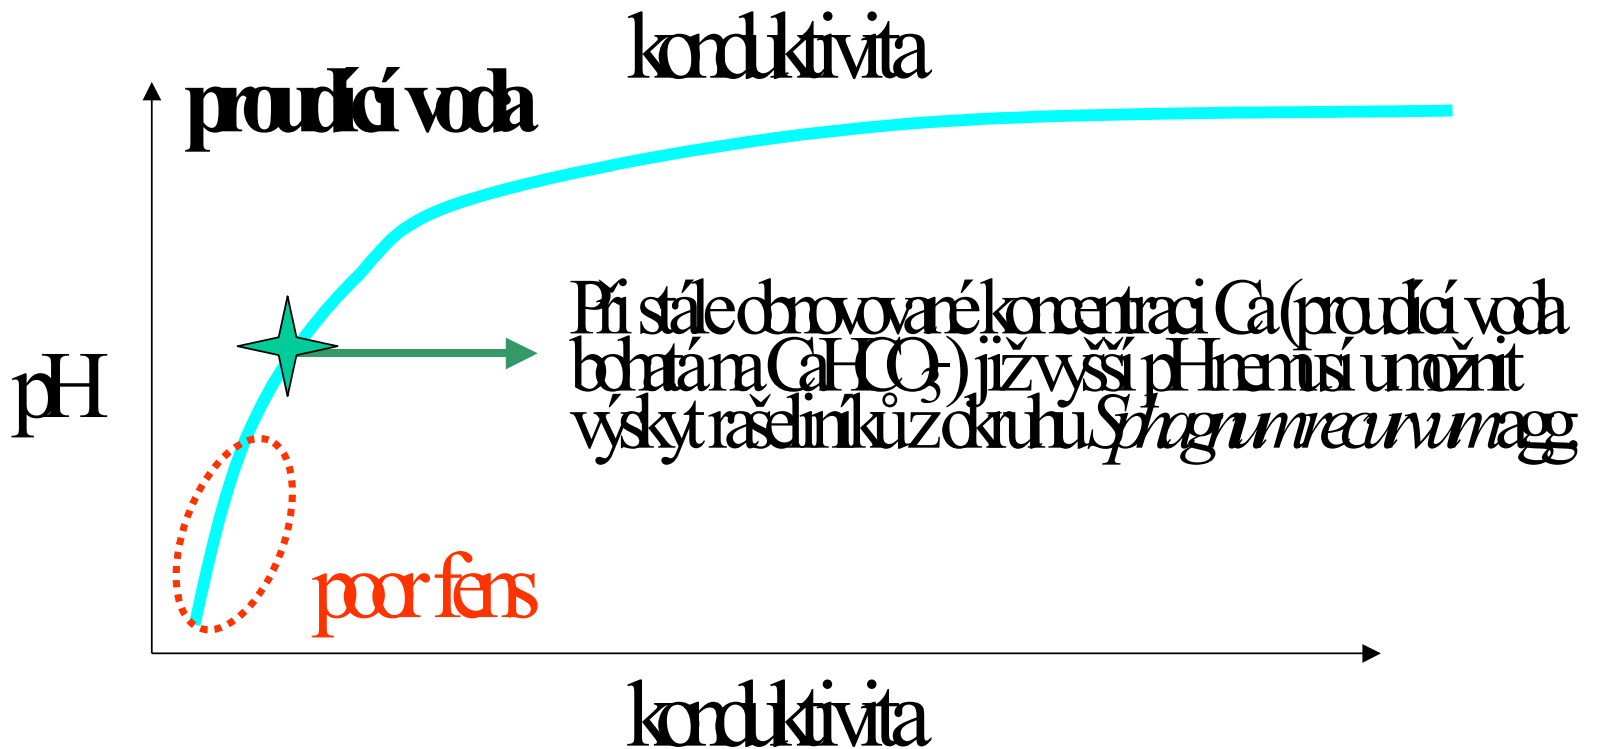 konduktivita
proudící voda
Při stále obnovované koncentraci Ca (proudící voda
bohatá na CaHCO3-) již vyšší pH nemusí umožnit
výskyt rašeliníků z okruhu Sphagnum recurvum agg.
pH
poor fens
konduktivita